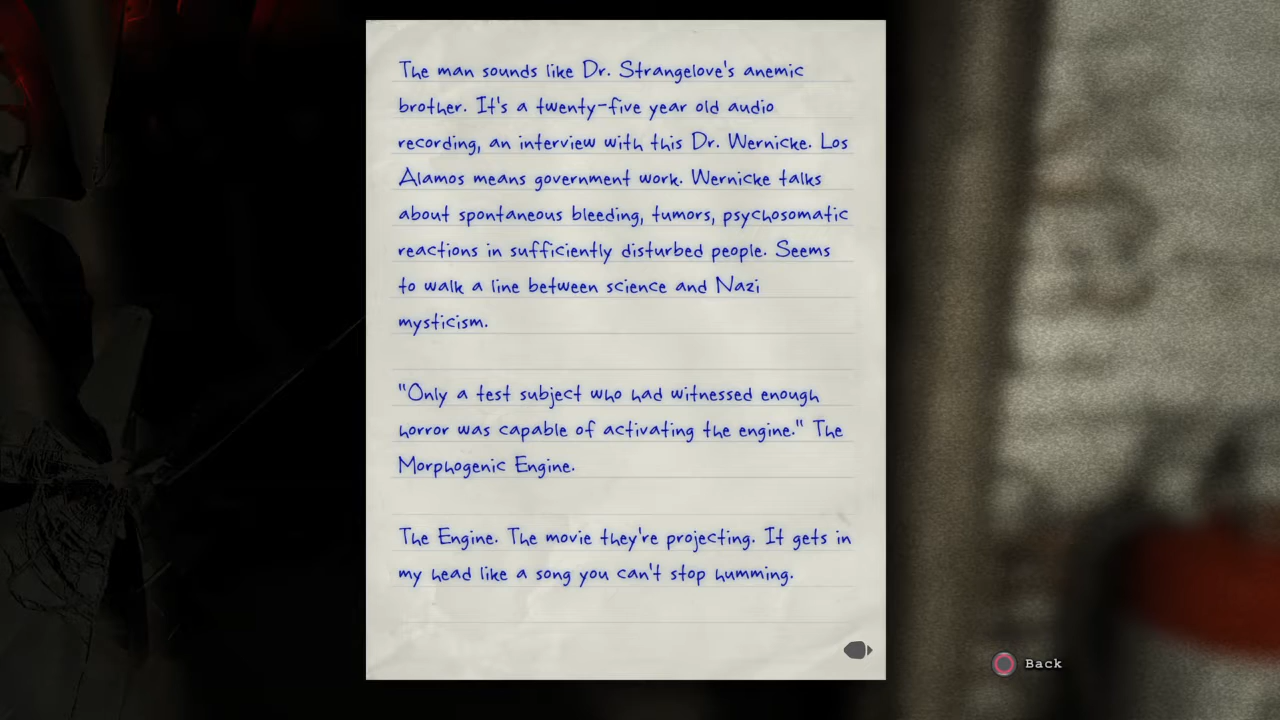 The man sounds like Dr. Strangelove's anemic
brother. It's a twenty-five year old audio
recording, an interview with this Dr. Wernicke. Los
Alamos means government work. Wernicke talks
about spontaneous bleeding, tumors, psychosomatic
reactions in sufficiently disturbed people. Seems
to walk a line between science and Nazi
mysticism.
"Only a test subject who had witnessed enough
horror was capable of activating the engine." The
Morphogenic Engine.
The Engine. The movie they're projecting. It gets in
my head like a song you can't stop humming.
Back